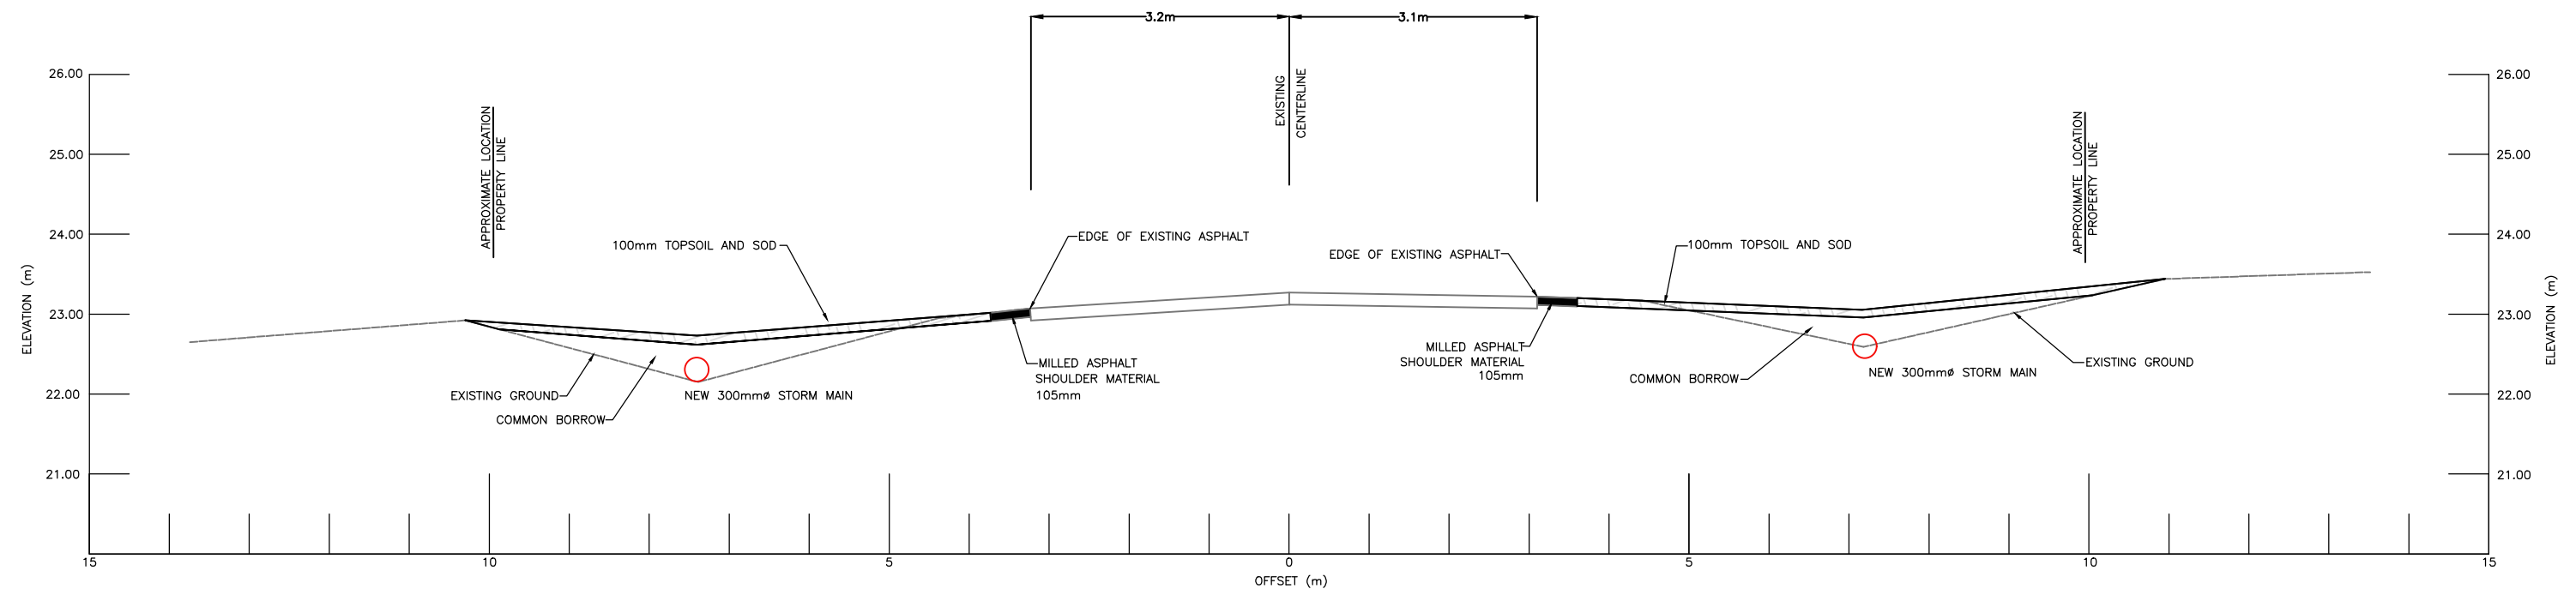 3.2m
3.1m
26.00
25.00
24.00
23.00
22.00
21.00
ELEVATION (m)
APPROXIMATE LOCATION
PROPERTY LINE
100mm TOPSOIL AND SOD
EDGE OF EXISTING ASPHALT
EXISTING
CENTERLINE
EDGE OF EXISTING ASPHALT
100mm TOPSOIL AND SOD
APPROXIMATE LOCATION
PROPERTY LINE
26.00
25.00
24.00
23.00
22.00
21.00
ELEVATION (m)
EXISTING GROUND
COMMON BORROW
NEW 300mmø STORM MAIN
MILLED ASPHALT
SHOULDER MATERIAL
105mm
MILLED ASPHALT
SHOULDER MATERIAL
105mm
COMMON BORROW
NEW 300mmø STORM MAIN
EXISTING GROUND
15 10 5 0 5 10 15
OFFSET (m)